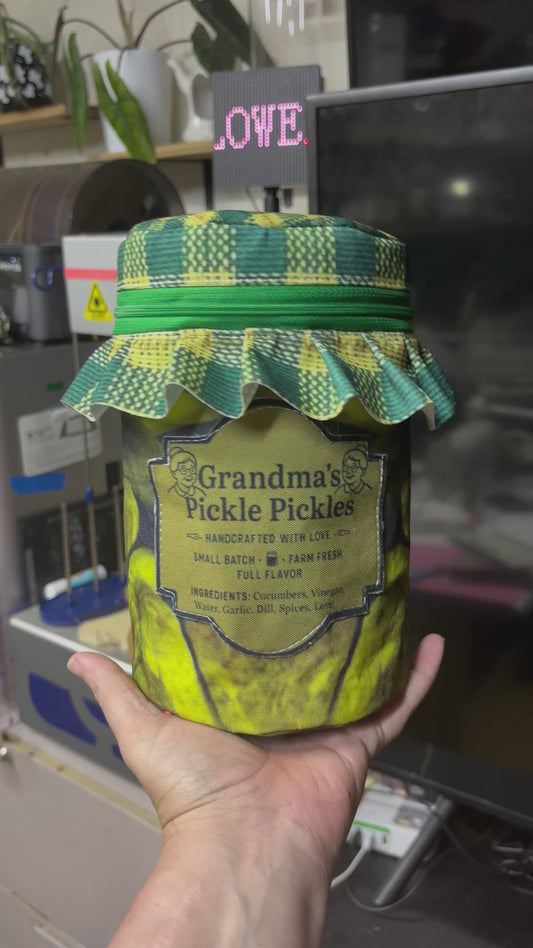 LOVE
Grandma's
Pickle Pickles
HANDCRAFTED WITH LOVE
SMALL BATCH • • FARM FRESH
FULL FLAVOR
INGREDIENTS: Cucumbers, Vinegar,
Water, Garlic, Dill, Spices, Love